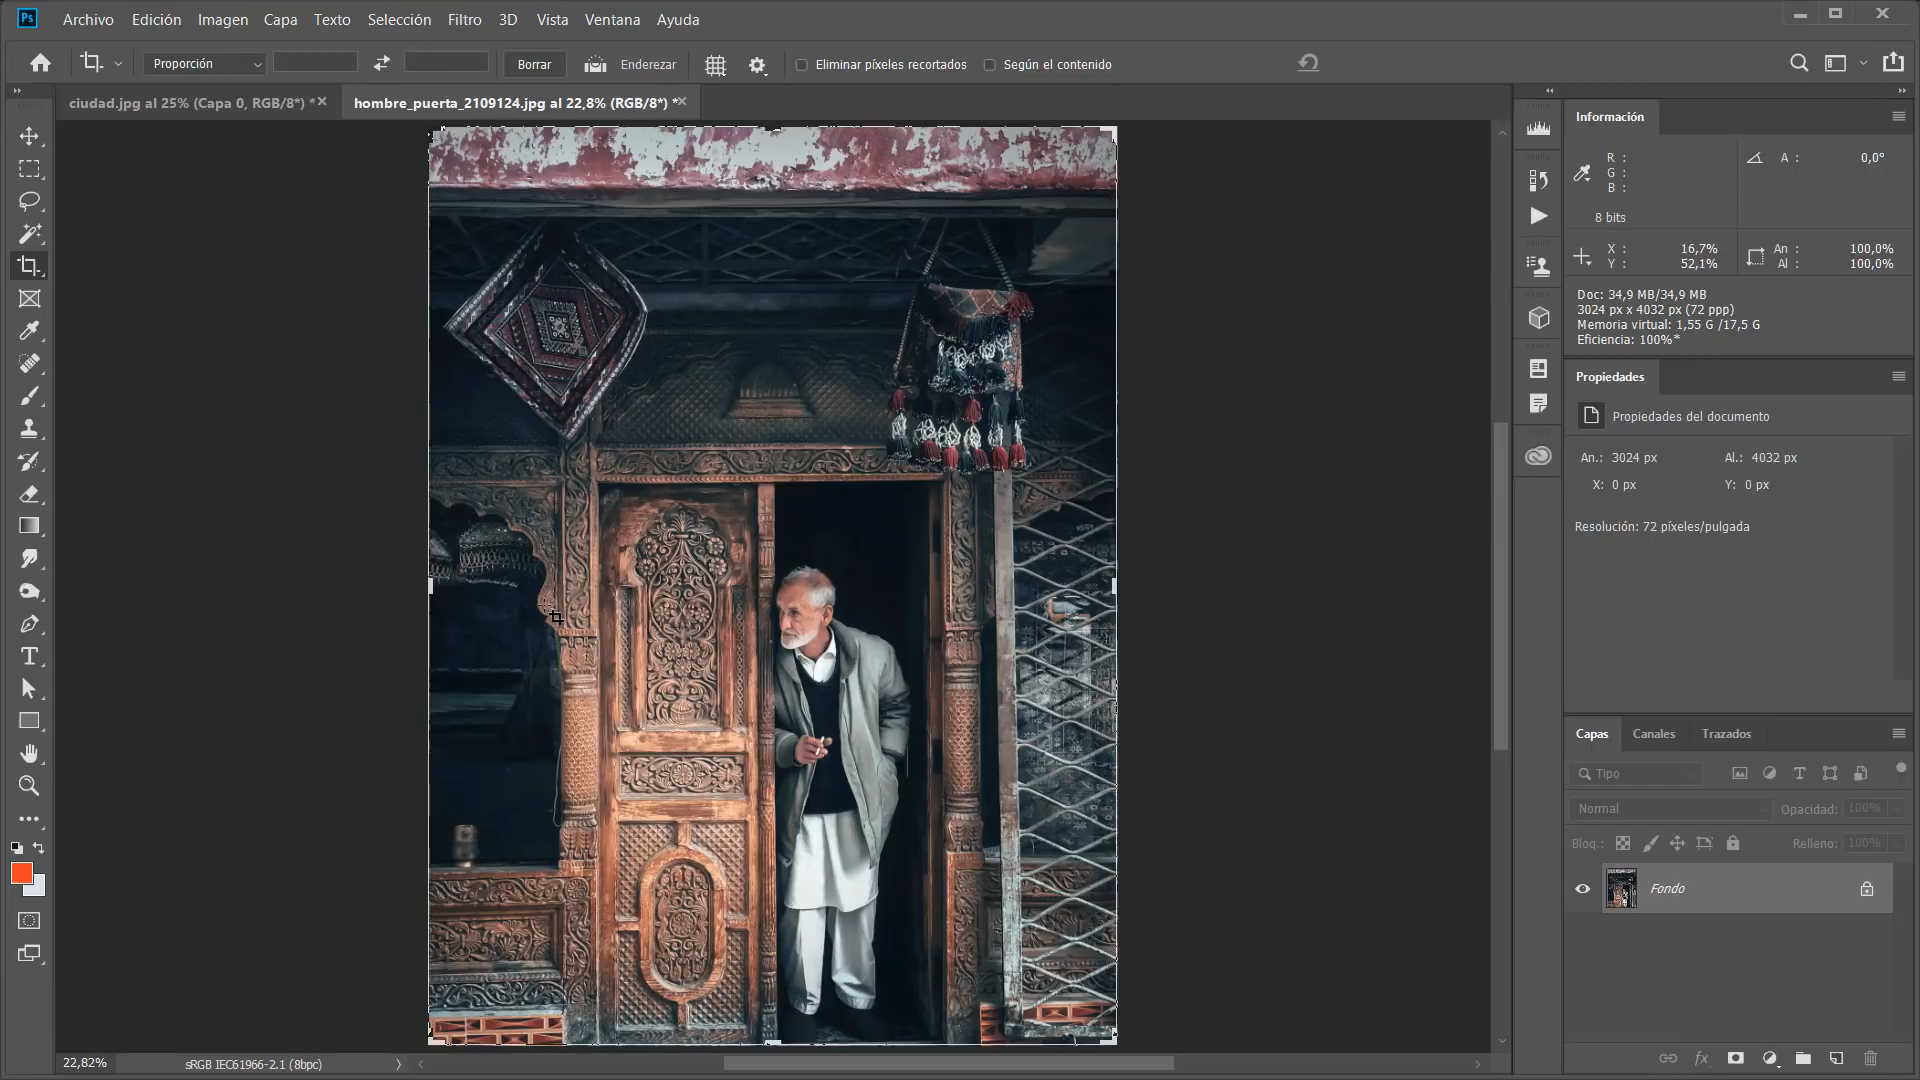 Ps Archivo Edición Imagen Capa Texto Selección Filtro 3D Vista Ventana Ayuda
Proporción Borrar Enderezar Eliminar píxeles recortados Según el contenido
ciudad.jpg al 25% (Capa 0, RGB/8*) * hombre_puerta_2109124.jpg al 22,8% (RGB/8*) *
Información
R :
G :
B :
A : 0,0°
8 bits
X : 16,7%
Y : 52,1%
An : 100,0%
Al : 100,0%
Doc: 34,9 MB/34,9 MB
3024 px x 4032 px (72 ppp)
Memoria virtual: 1,55 G /17,5 G
Eficiencia: 100%*
Propiedades
Propiedades del documento
An.: 3024 px Al.: 4032 px
X: 0 px Y: 0 px
Resolución: 72 píxeles/pulgada
Capas Canales Trazados
Tipo
Normal Opacidad: 100%
Bloq.: Relleno: 100%
Fondo
fx
22,82% sRGB IEC61966-2.1 (8bpc)